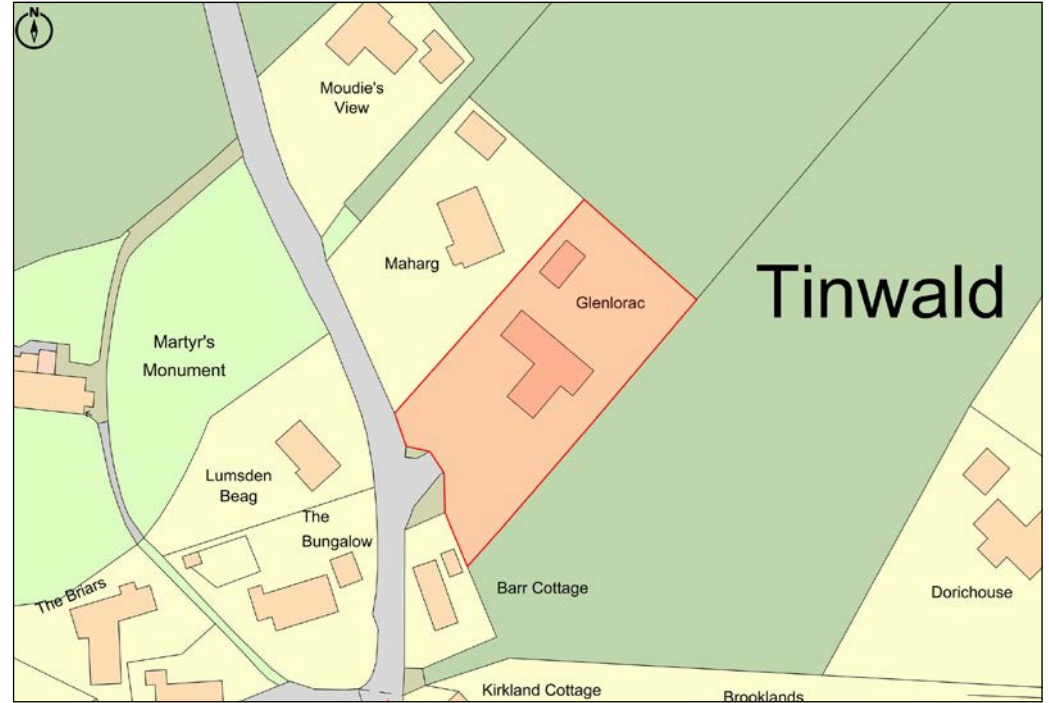 N
Moudie's
View
Maharg
Glenlorac
Tinwald
Martyr's
Monument
Lumsden
Beag
The
Bungalow
The Briars
Barr Cottage
Dorichouse
Kirkland Cottage
Brooklands